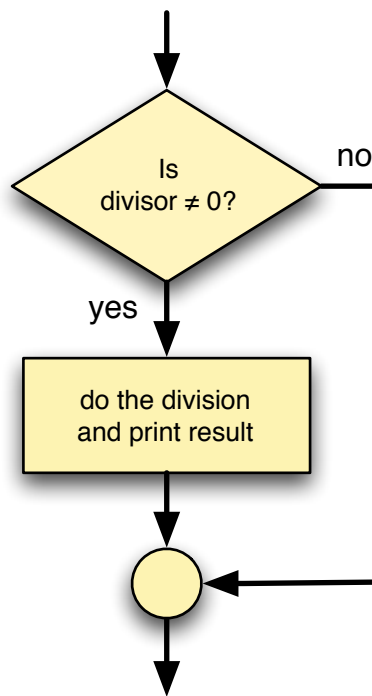 Is
divisor ≠ 0?
no
yes
do the division
and print result